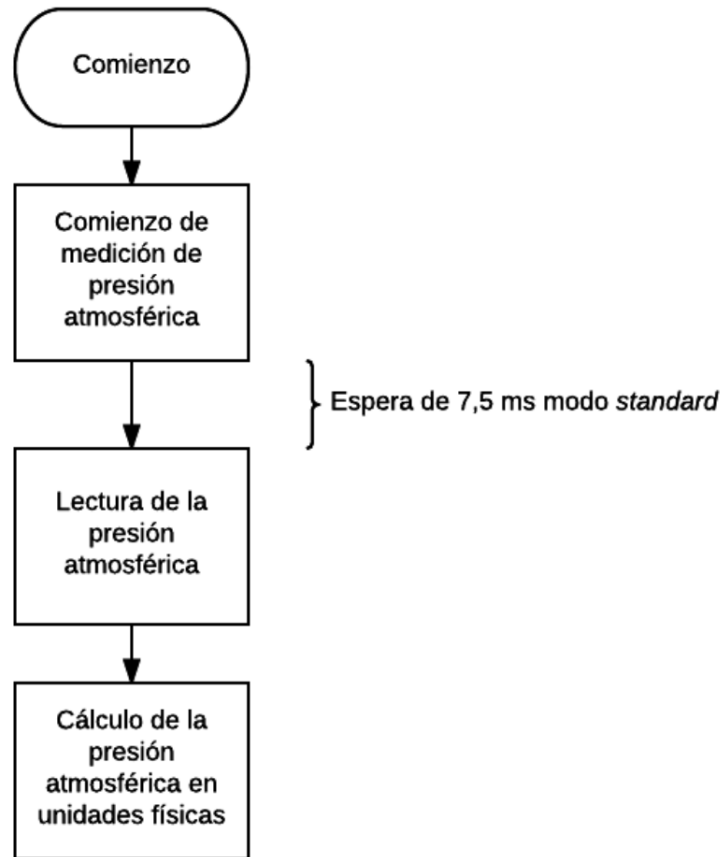 Comienzo
Comienzo de
medición de
presión
atmosférica
Espera de 7,5 ms modo standard
Lectura de la
presión
atmosférica
Cálculo de la
presión
atmosférica en
unidades físicas